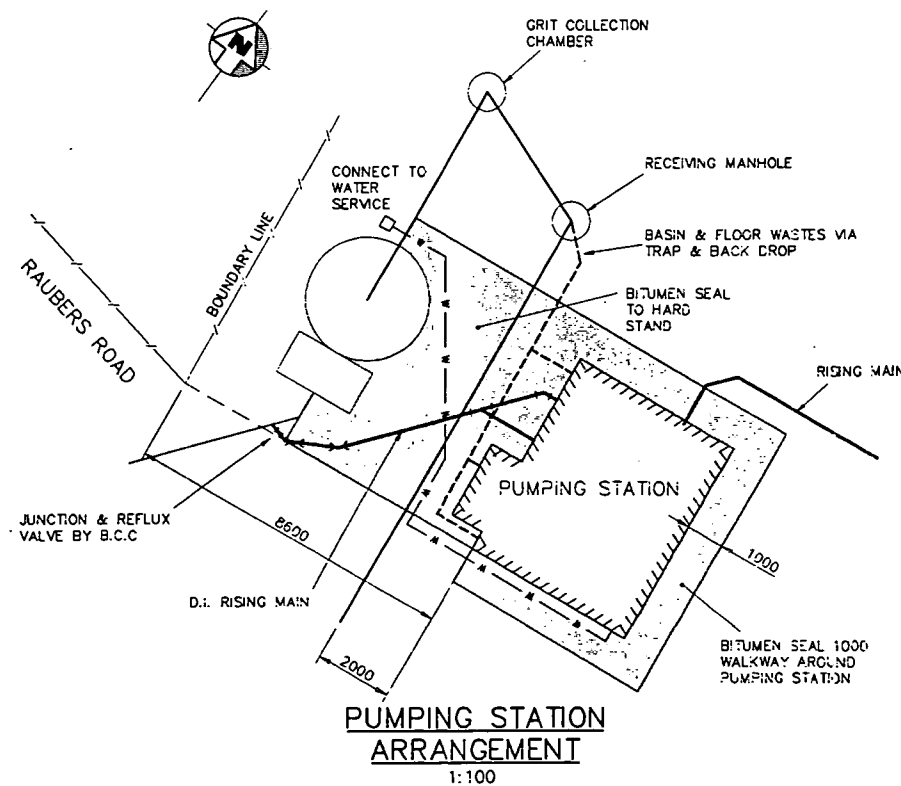 GRIT COLLECTION
CHAMBER
N
CONNECT TO
WATER
SERVICE
RECEIVING MANHOLE
BASIN & FLOOR WASTES VIA
TRAP & BACK DROP
BOUNDARY LINE
RAUBERS ROAD
BITUMEN SEAL
TO HARD
STAND
W
W
W
W
W
RISING MAIN
PUMPING STATION
JUNCTION & REFLUX
VALVE BY B.C.C
8600
W
W
W
W
1000
D.I. RISING MAIN
2000
BITUMEN SEAL 1000
WALKWAY AROUND
PUMPING STATION
PUMPING STATION
ARRANGEMENT
1:100